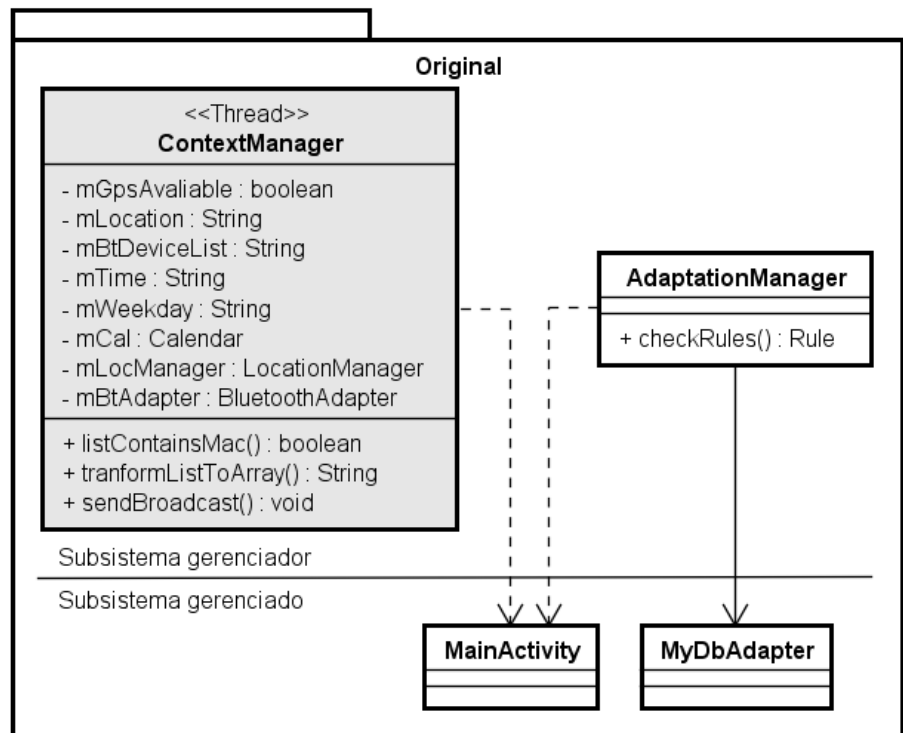 Original
<<Thread>>
ContextManager
- mGpsAvaliable : boolean
- mLocation : String
- mBtDeviceList : String
- mTime : String
- mWeekday : String
- mCal : Calendar
- mLocManager : LocationManager
- mBtAdapter : BluetoothAdapter
+ listContainsMac() : boolean
+ tranformListToArray() : String
+ sendBroadcast() : void
AdaptationManager
+ checkRules() : Rule
Subsistema gerenciador
Subsistema gerenciado
MainActivity
MyDbAdapter